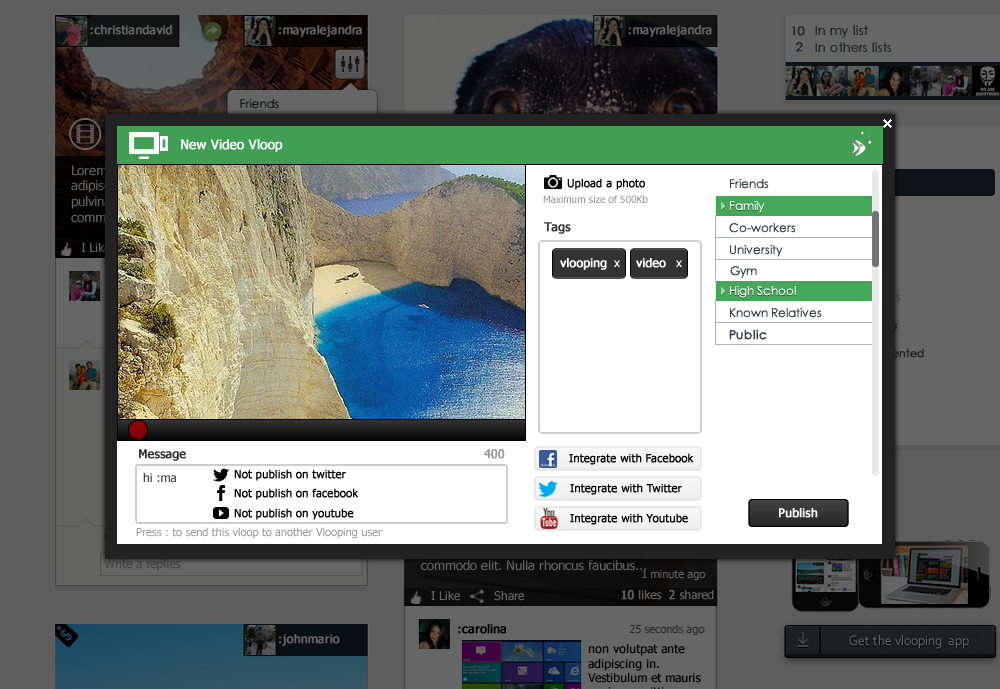 :christiandavid
:mayralejandra
Friends
Lorem
adipis
pulvin
comm
I Lik
:mayralejandra
10 In my list
2 In others lists
WE ARE
ANONYMOUS
New Video Vloop
x
Upload a photo
Maximum size of 500Kb
Tags
vlooping x
video x
Friends
Family
Co-workers
University
Gym
High School
Known Relatives
Public
ented
Message
400
hi :ma
Not publish on twitter
Not publish on facebook
Not publish on youtube
Press : to send this vloop to another Vlooping user
Integrate with Facebook
Integrate with Twitter
You
Tube
Integrate with Youtube
Publish
Write a replies
commodo elit. Nulla rhoncus faucibus..
1 minute ago
I Like
Share
10 likes 2 shared
:johnmario
:carolina
25 seconds ago
non volutpat ante
adipiscing in.
Vestibulum et mauris
Get the vlooping app